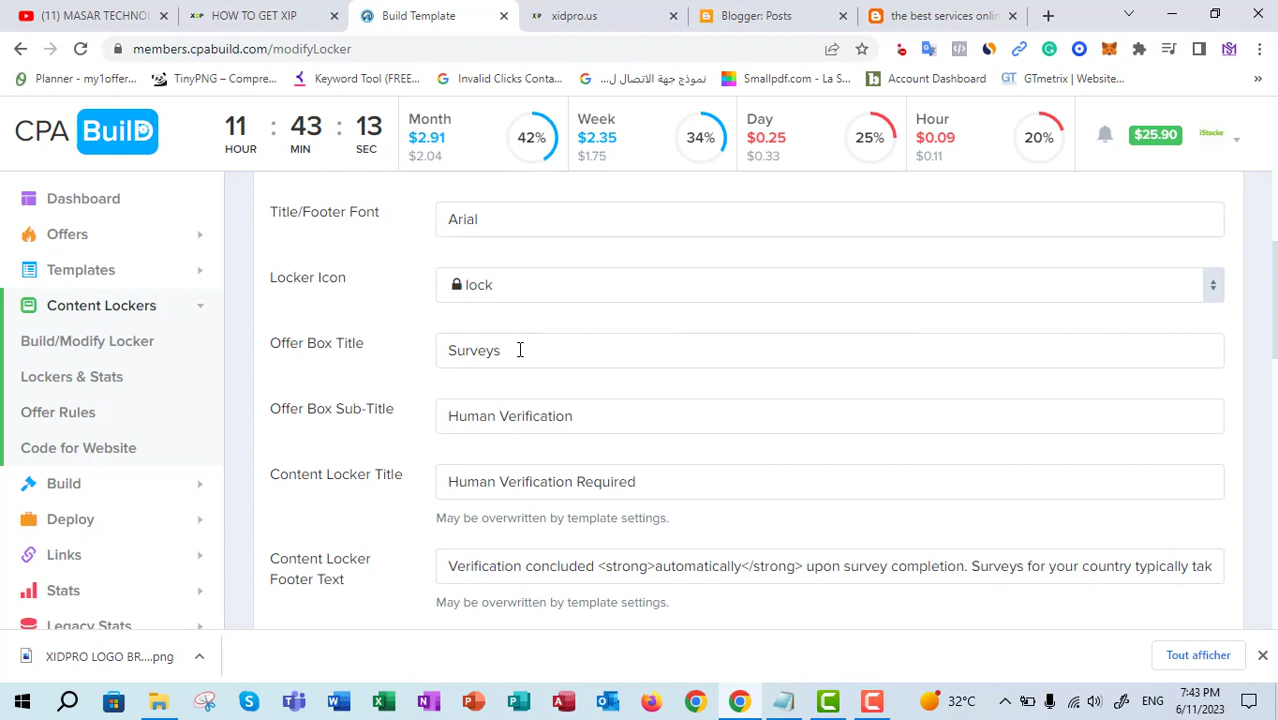 (11) MASAR TECHNOL
HOW TO GET XIP
Build Template
xidpro.us
Blogger: Posts
the best services onlin
members.cpabuild.com/modifyLocker
Planner - my1offer...
TinyPNG – Compre...
Keyword Tool (FREE...
Invalid Clicks Conta...
نموذج جهة الاتصال ل...
Smallpdf.com - La S...
Account Dashboard
GTmetrix | Website...
CPA BuilD
11 : 43 : 13
HOUR MIN SEC
Month
$2.91
$2.04
42%
Week
$2.35
$1.75
34%
Day
$0.25
$0.33
25%
Hour
$0.09
$0.11
20%
$25.90
iStocke
Dashboard
Offers
Templates
Content Lockers
Build/Modify Locker
Lockers & Stats
Offer Rules
Code for Website
Build
Deploy
Links
Stats
Legacy Stats
Title/Footer Font
Arial
Locker Icon
lock
Offer Box Title
Surveys
Offer Box Sub-Title
Human Verification
Content Locker Title
Human Verification Required
May be overwritten by template settings.
Content Locker
Footer Text
Verification concluded <strong>automatically</strong> upon survey completion. Surveys for your country typically tak
May be overwritten by template settings.
XIDPRO LOGO BR....png
Tout afficher
32°C
ENG
7:43 PM
6/11/2023